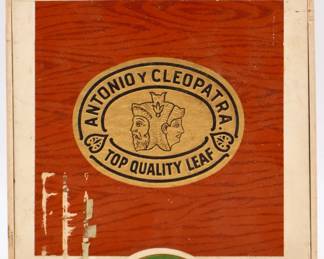 ANTONIO Y CLEOPATRA.
TOP QUALITY LEAF